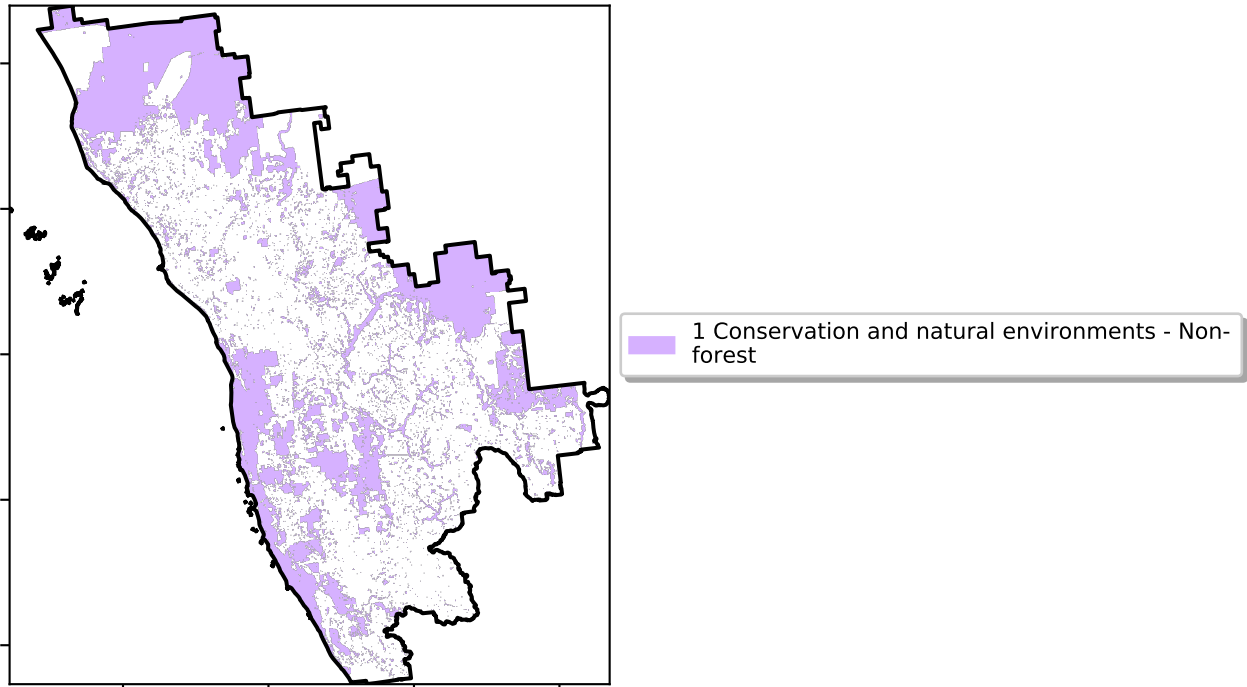 1 Conservation and natural environments - Non-
forest